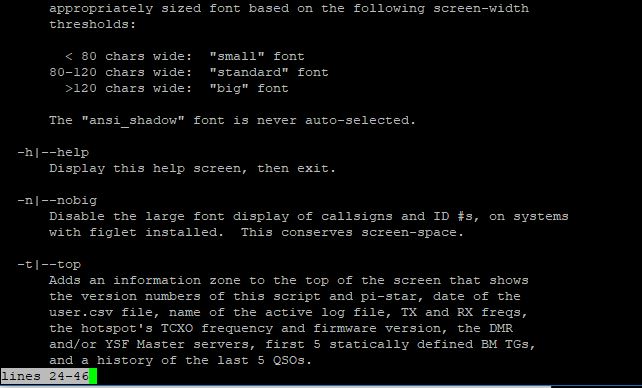 appropriately sized font based on the following screen-width
thresholds:
< 80 chars wide: "small" font
80-120 chars wide: "standard" font
>120 chars wide: "big" font
The "ansi_shadow" font is never auto-selected.
-h|--help
Display this help screen, then exit.
-n|--nobig
Disable the large font display of callsigns and ID #s, on systems
with figlet installed.  This conserves screen-space.
-t|--top
Adds an information zone to the top of the screen that shows
the version numbers of this script and pi-star, date of the
user.csv file, name of the active log file, TX and RX freqs,
the hotspot's TCXO frequency and firmware version, the DMR
and/or YSF Master servers, first 5 statically defined BM TGs,
and a history of the last 5 QSOs.
lines 24-46